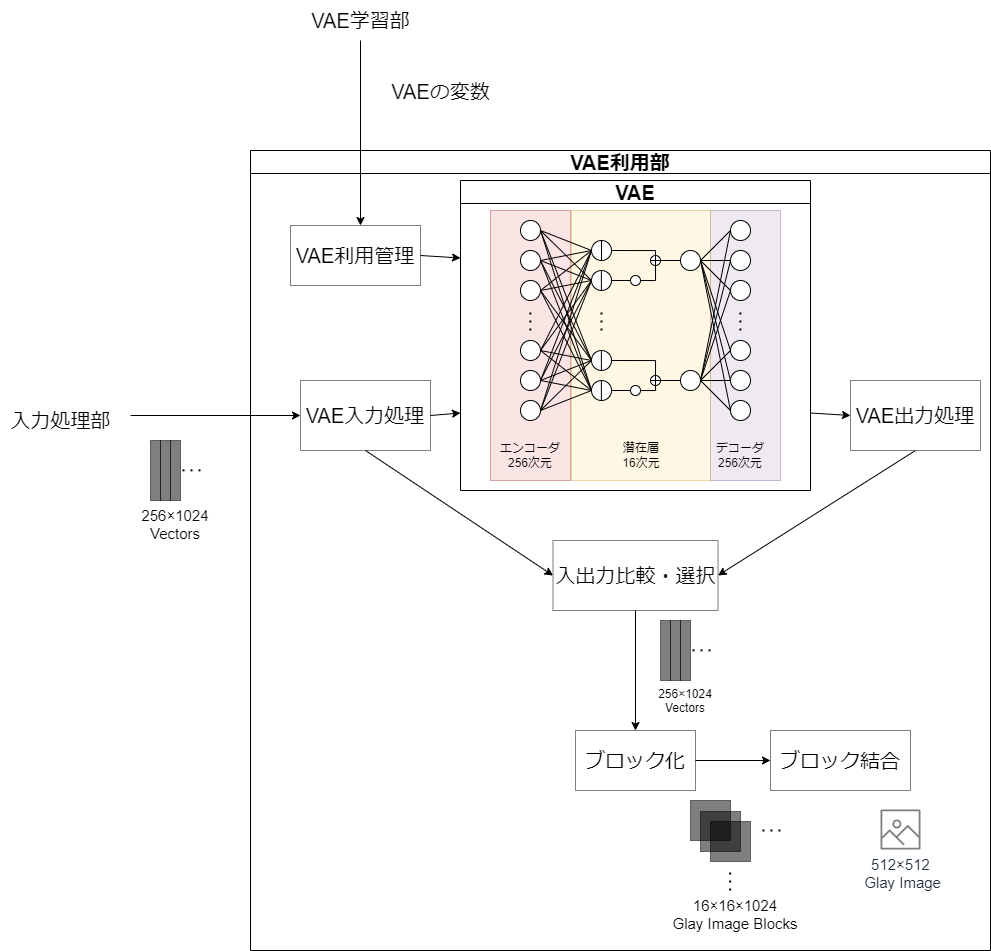 VAE学習部
VAEの変数
VAE利用部
VAE
VAE利用管理
入力処理部
VAE入力処理
VAE出力処理
エンコーダ
256次元
潜在層
16次元
デコーダ
256次元
256×1024
Vectors
入出力比較・選択
256×1024
Vectors
ブロック化
ブロック結合
16×16×1024
Glay Image Blocks
512×512
Glay Image